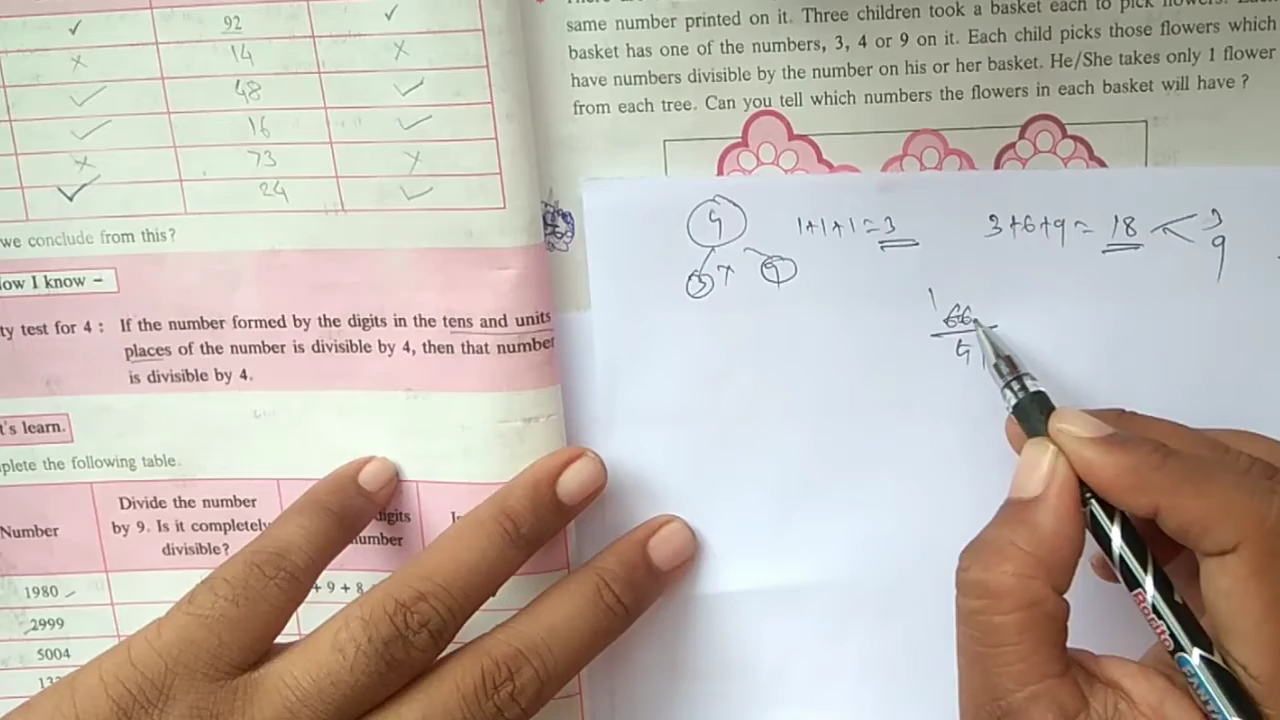 92
14
48
16
73
24
we conclude from this?
ow I know –
ty test for 4 : If the number formed by the digits in the tens and units
places of the number is divisible by 4, then that number
is divisible by 4.
t's learn.
plete the following table.
Number
Divide the number
by 9. Is it completely
divisible?
digits
umber
1980
+ 9 + 8
2999
5004
same number printed on it. Three children took a basket each to pick flowers.
basket has one of the numbers, 3, 4 or 9 on it. Each child picks those flowers which
have numbers divisible by the number on his or her basket. He/She takes only 1 flower
from each tree. Can you tell which numbers the flowers in each basket will have ?
1+1+1=3
3+6+9= 18 < 3
9
66
Rorito